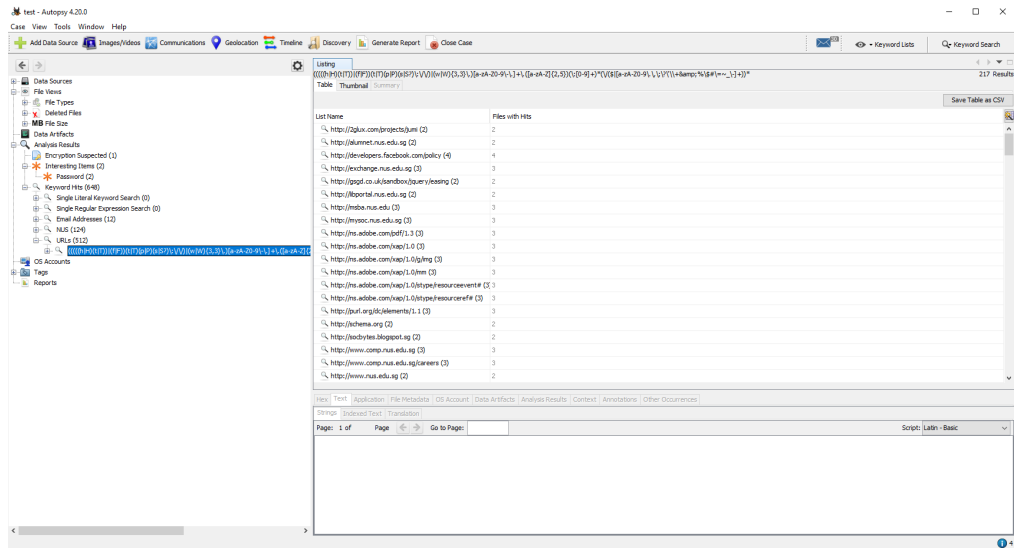 test - Autopsy 4.20.0
Case View Tools Window Help
Add Data Source Images/Videos Communications Geolocation Timeline Discovery Generate Report Close Case
Keyword Lists Keyword Search
Data Sources
File Views
File Types
Deleted Files
MB File Size
Data Artifacts
Analysis Results
Encryption Suspected (1)
Interesting Items (2)
Password (2)
Keyword Hits (648)
Single Literal Keyword Search (0)
Single Regular Expression Search (0)
Email Addresses (12)
NUS (124)
URLs (512)
OS Accounts
Tags
Reports
Listing
217 Results
Table Thumbnail Summary
Save Table as CSV
List Name Files with Hits
http://2glux.com/projects/jumi (2) 2
http://alumnet.nus.edu.sg (2) 2
http://developers.facebook.com/policy (4) 4
http://exchange.nus.edu.sg (3) 3
http://gsgd.co.uk/sandbox/jquery/easing (2) 2
http://libportal.nus.edu.sg (2) 2
http://msba.nus.edu (3) 3
http://mysoc.nus.edu.sg (3) 3
http://ns.adobe.com/pdf/1.3 (3) 3
http://ns.adobe.com/xap/1.0 (3) 3
http://ns.adobe.com/xap/1.0/g/img (3) 3
http://ns.adobe.com/xap/1.0/mm (3) 3
http://ns.adobe.com/xap/1.0/stype/resourceevent# (3) 3
http://ns.adobe.com/xap/1.0/stype/resourceref# (3) 3
http://purl.org/dc/elements/1.1 (3) 3
http://schema.org (2) 2
http://socbytes.blogspot.sg (2) 2
http://www.comp.nus.edu.sg (3) 3
http://www.comp.nus.edu.sg/careers (3) 3
http://www.nus.edu.sg (2) 2
Hex Text Application File Metadata OS Account Data Artifacts Analysis Results Context Annotations Other Occurrences
Strings Indexed Text Translation
Page: 1 of Page Go to Page: Script: Latin - Basic
4